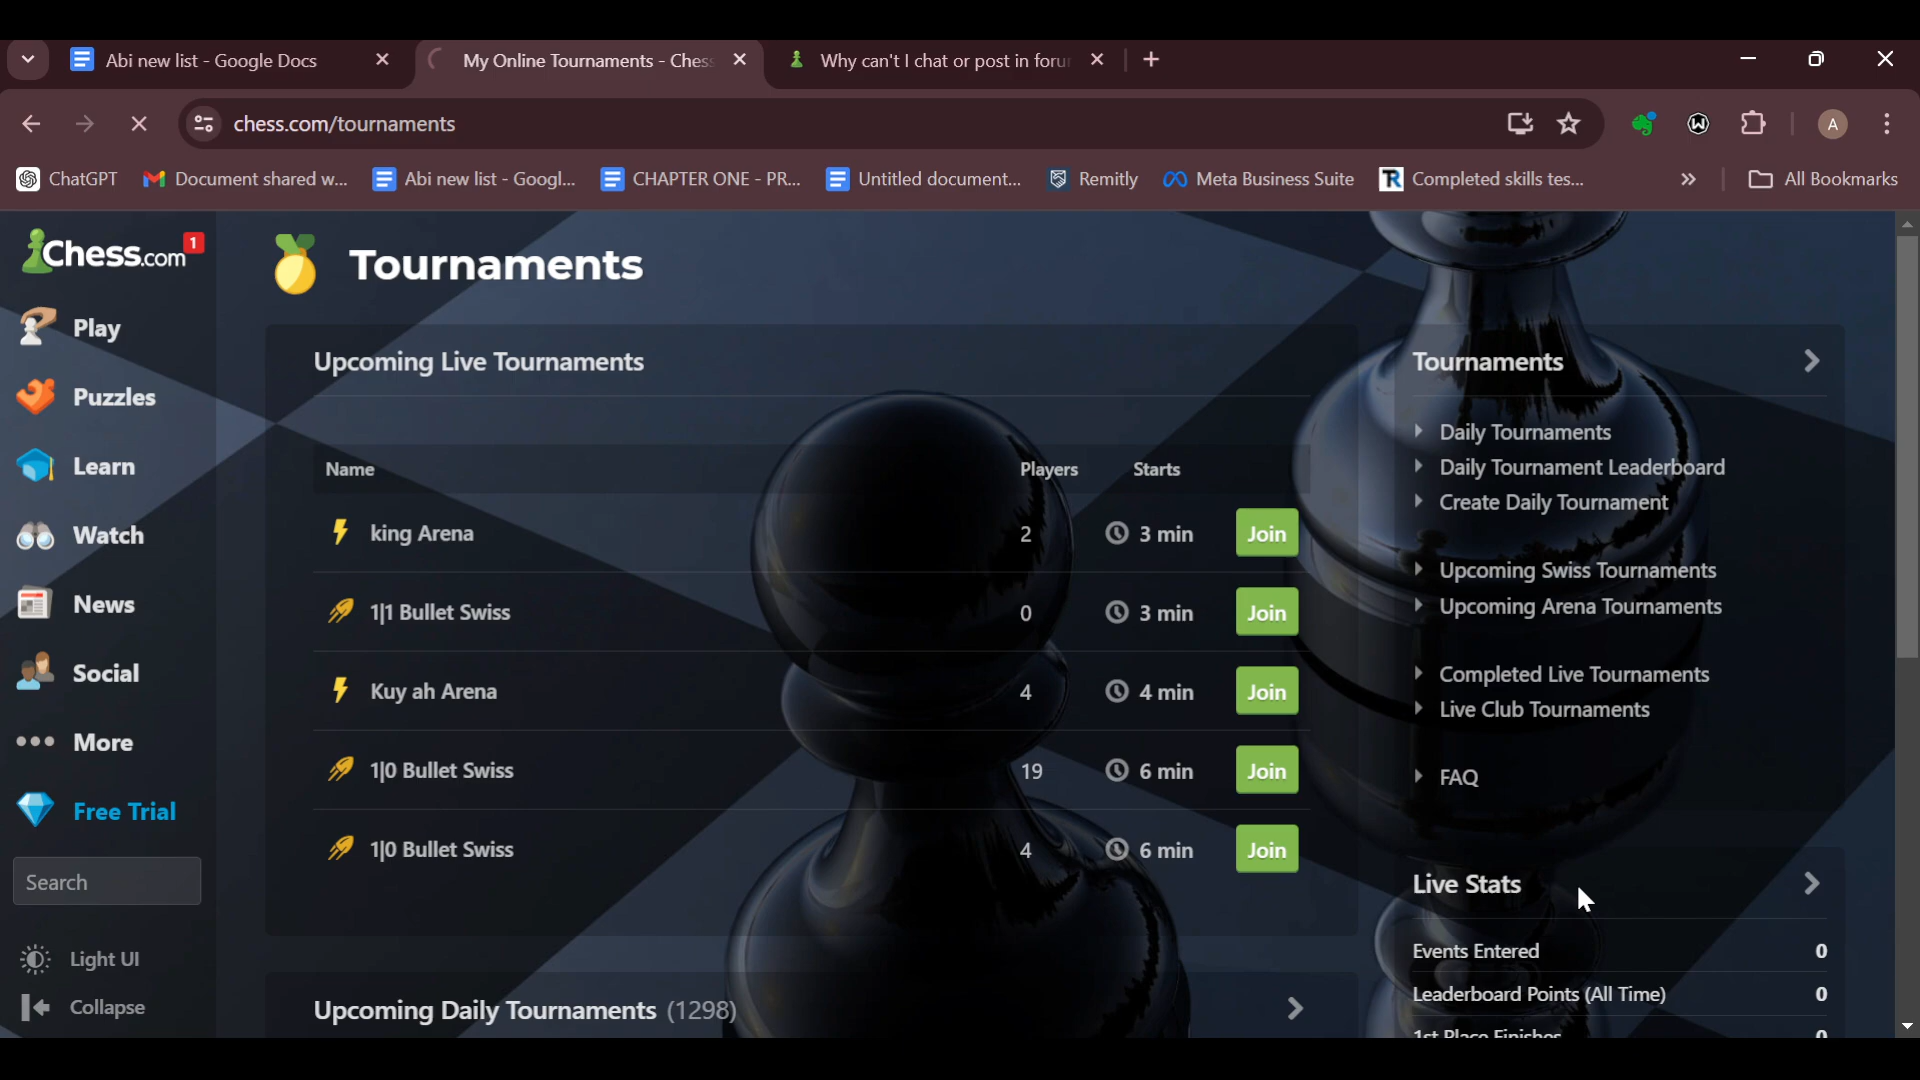 Abi new list - Google Docs
My Online Tournaments - Chess
Why can't I chat or post in foru
chess.com/tournaments
A
ChatGPT
Document shared w...
Abi new list - Googl...
CHAPTER ONE - PR...
Untitled document...
Remitly
Meta Business Suite
TR Completed skills tes...
All Bookmarks
Chess.com 1
Play
Puzzles
Learn
Watch
News
Social
More
Free Trial
Search
Light UI
Collapse
Tournaments
Upcoming Live Tournaments
Name Players Starts
king Arena 2 3 min Join
1|1 Bullet Swiss 0 3 min Join
Kuy ah Arena 4 4 min Join
1|0 Bullet Swiss 19 6 min Join
1|0 Bullet Swiss 4 6 min Join
Upcoming Daily Tournaments (1298)
Tournaments
Daily Tournaments
Daily Tournament Leaderboard
Create Daily Tournament
Upcoming Swiss Tournaments
Upcoming Arena Tournaments
Completed Live Tournaments
Live Club Tournaments
FAQ
Live Stats
Events Entered 0
Leaderboard Points (All Time) 0
1st Place Finishes 0